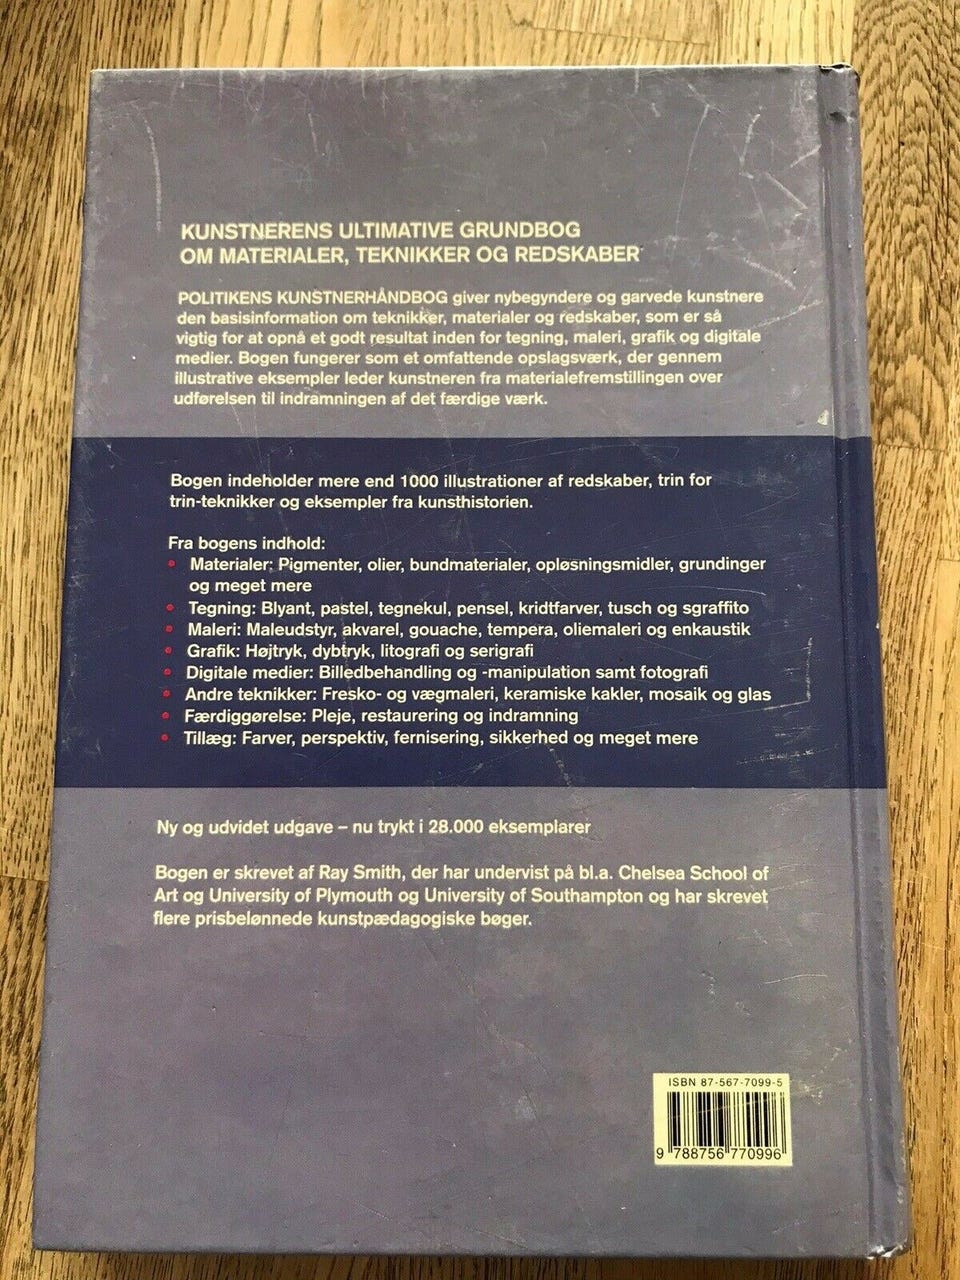 KUNSTNERENS ULTIMATIVE GRUNDBOG
OM MATERIALER, TEKNIKKER OG REDSKABER
POLITIKENS KUNSTNERHÅNDBOG giver nybegyndere og garvede kunstnere
den basisinformation om teknikker, materialer og redskaber, som er så
vigtig for at opnå et godt resultat inden for tegning, maleri, grafik og digitale
medier. Bogen fungerer som et omfattende opslagsværk, der gennem
illustrative eksempler leder kunstneren fra materialefremstillingen over
udførelsen til indramningen af det færdige værk.
Bogen indeholder mere end 1000 illustrationer af redskaber, trin for
trin-teknikker og eksempler fra kunsthistorien.
Fra bogens indhold:
• Materialer: Pigmenter, olier, bundmaterialer, opløsningsmidler, grundinger
og meget mere
• Tegning: Blyant, pastel, tegnekul, pensel, kridtfarver, tusch og sgraffito
• Maleri: Maleudstyr, akvarel, gouache, tempera, oliemaleri og enkaustik
• Grafik: Højtryk, dybtryk, litografi og serigrafi
• Digitale medier: Billedbehandling og -manipulation samt fotografi
• Andre teknikker: Fresko- og vægmaleri, keramiske kakler, mosaik og glas
• Færdiggørelse: Pleje, restaurering og indramning
• Tillæg: Farver, perspektiv, fernisering, sikkerhed og meget mere
Ny og udvidet udgave – nu trykt i 28.000 eksemplarer
Bogen er skrevet af Ray Smith, der har undervist på bl.a. Chelsea School of
Art og University of Plymouth og University of Southampton og har skrevet
flere prisbelønnede kunstpædagogiske bøger.
ISBN 87-567-7099-5
9 788756 770996